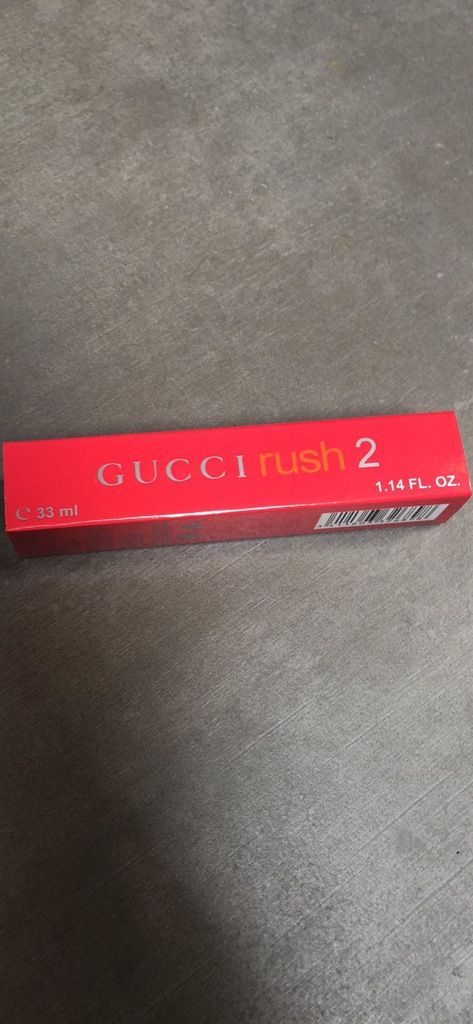 GUCCI rush 2
1.14 FL. OZ.
℮ 33 ml